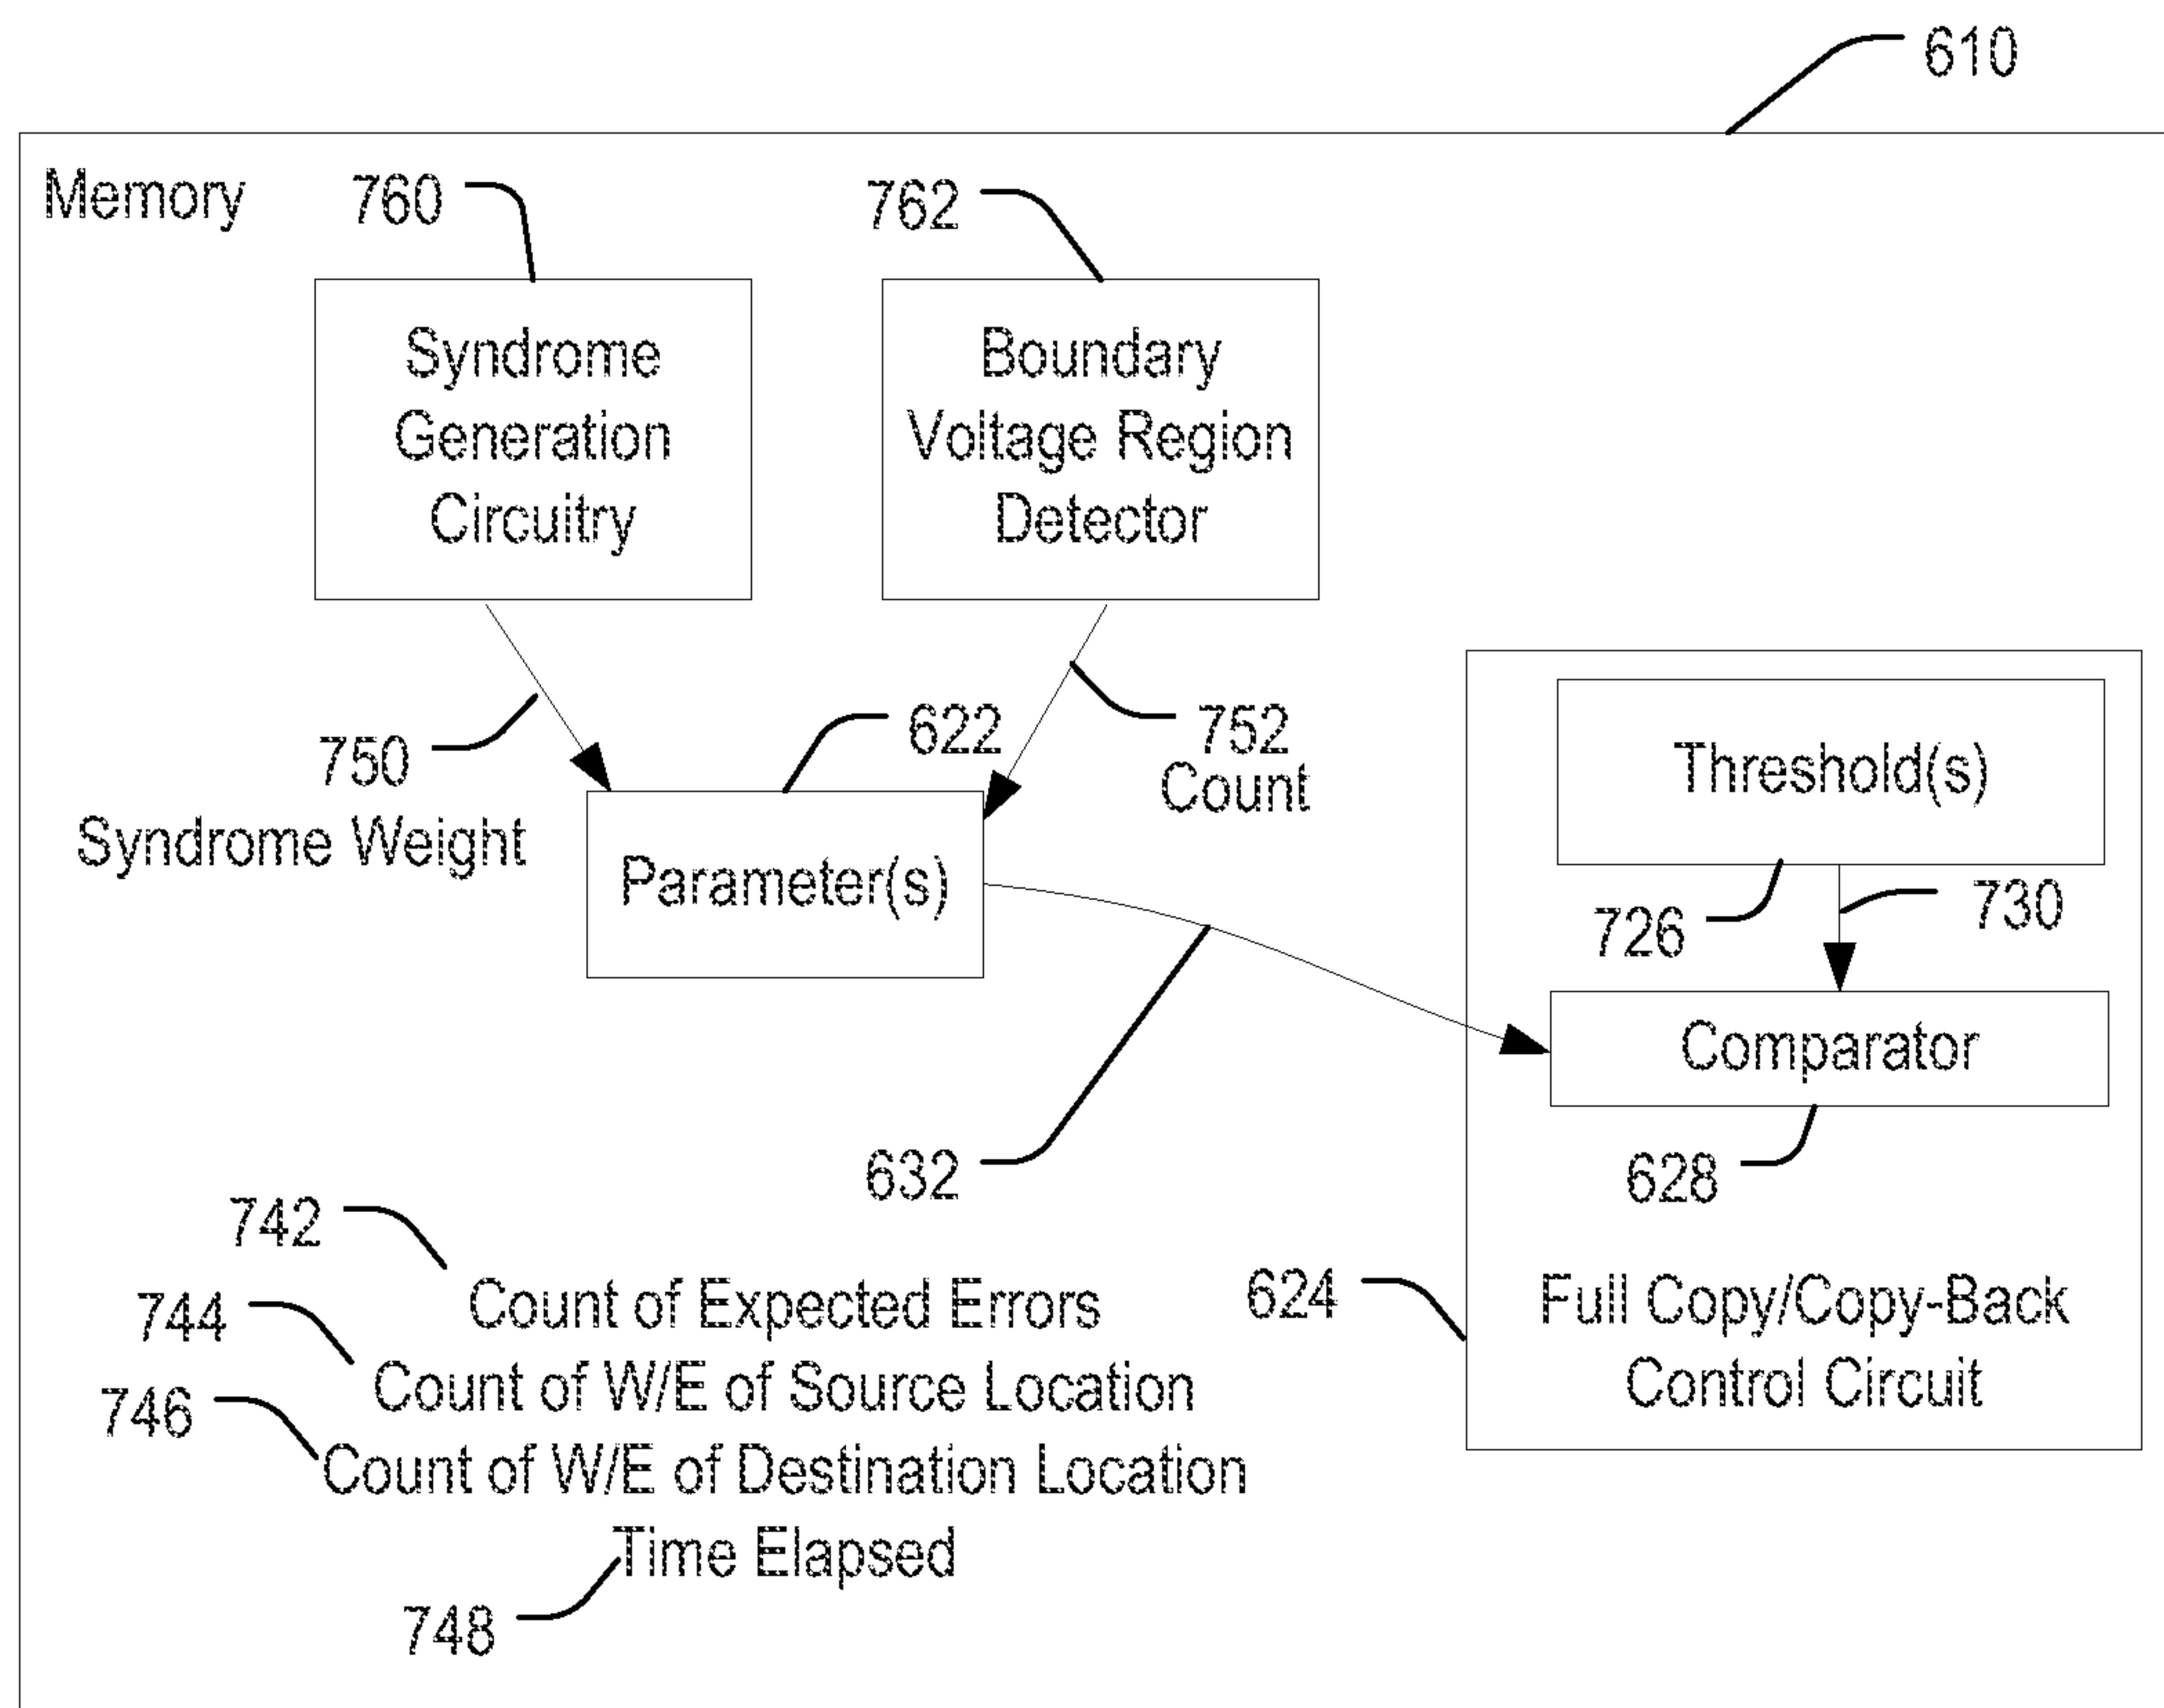 610
Memory
760
762
Syndrome
Generation
Circuitry
Boundary
Voltage Region
Detector
750
Syndrome Weight
622
752
Count
Parameter(s)
Threshold(s)
726
730
Comparator
628
632
624
Full Copy/Copy-Back
Control Circuit
742
Count of Expected Errors
744
Count of W/E of Source Location
746
Count of W/E of Destination Location
Time Elapsed
748